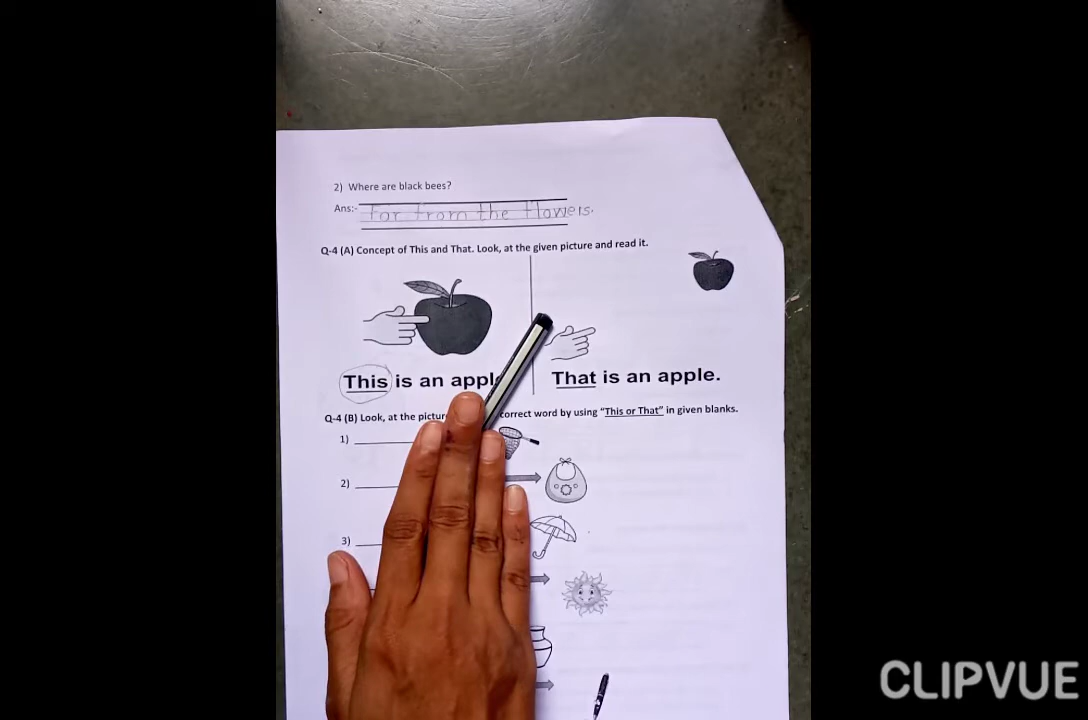 2) Where are black bees?
Ans:- For from the flowers.
Q-4 (A) Concept of This and That. Look, at the given picture and read it.
This is an appl
That is an apple.
Q-4 (B) Look, at the pictur correct word by using “This or That” in given blanks.
1)
2)
3)
CLIPVUE